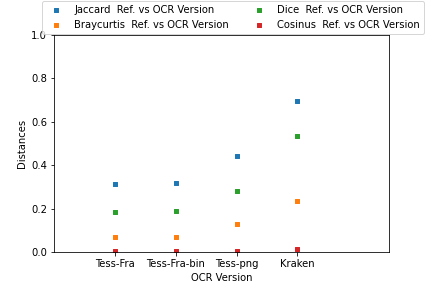 Jaccard  Ref. vs OCR Version
Dice  Ref. vs OCR Version
Braycurtis  Ref. vs OCR Version
Cosinus  Ref. vs OCR Version
1.0
0.8
0.6
0.4
0.2
0.0
Distances
Tess-Fra
Tess-Fra-bin
Tess-png
Kraken
OCR Version